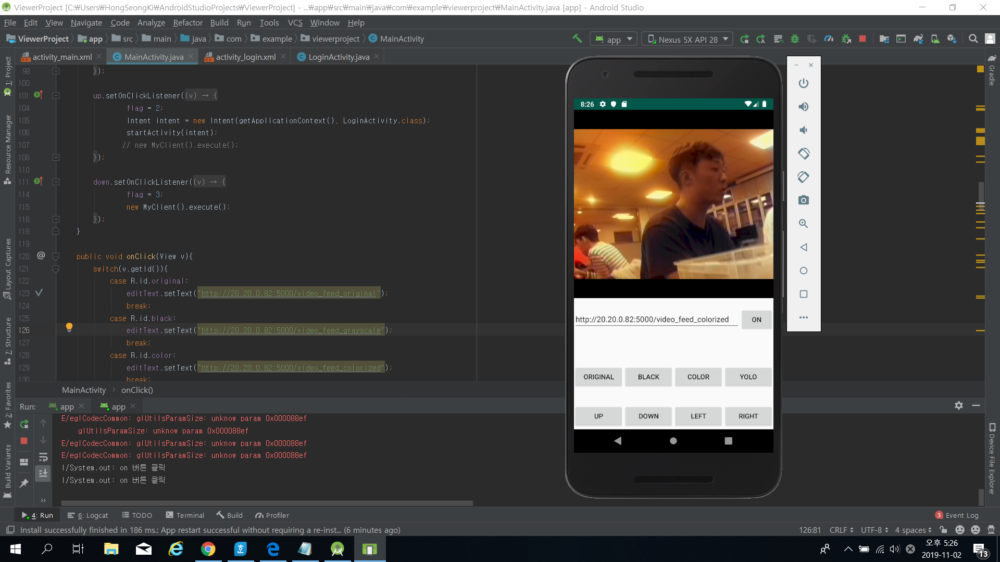 ViewerProject [C:₩Users₩HongSeongKi₩AndroidStudioProjects₩ViewerProject] - ...₩app₩src₩main₩java₩com₩example₩viewerproject₩MainActivity.java [app] - Android Studio
File Edit View Navigate Code Analyze Refactor Build Run Tools VCS Window Help
ViewerProject app src main java com example viewerproject MainActivity
app Nexus 5X API 28
activity_main.xml MainActivity.java activity_login.xml LoginActivity.java
1: Project
Resource Manager
Layout Captures
7: Structure
2: Favorites
Build Variants
98 });
100
101 up.setOnClickListener((v) → {
104 flag = 2;
105 Intent intent = new Intent(getApplicationContext(), LoginActivity.class);
106 startActivity(intent);
107 // new MyClient().execute();
108 });
110
111 down.setOnClickListener((v) → {
114 flag = 3;
115 new MyClient().execute();
116 });
118 }
119
120 @ public void onClick(View v){
121 switch(v.getId()){
122 case R.id.original:
123 editText.setText("http://20.20.0.82:5000/video_feed_original");
124 break;
125 case R.id.black:
126 editText.setText("http://20.20.0.82:5000/video_feed_grayscale");
127 break;
128 case R.id.color:
129 editText.setText("http://20.20.0.82:5000/video_feed_colorized");
130 break;
MainActivity onClick()
8:26
http://20.20.0.82:5000/video_feed_colorized ON
ORIGINAL BLACK COLOR YOLO
UP DOWN LEFT RIGHT
Gradle
Device File Explorer
Run: app app
E/eglCodecCommon: glUtilsParamSize: unknow param 0x000088ef
glUtilsParamSize: unknow param 0x000088ef
E/eglCodecCommon: glUtilsParamSize: unknow param 0x000088ef
E/eglCodecCommon: glUtilsParamSize: unknow param 0x000088ef
I/System.out: on 버튼 클릭
I/System.out: on 버튼 클릭
4: Run 6: Logcat TODO Terminal Build Profiler 3 Event Log
Install successfully finished in 186 ms.: App restart successful without requiring a re-inst... (6 minutes ago) 126:81 CRLF UTF-8 4 spaces
오후 5:26
2019-11-02
13